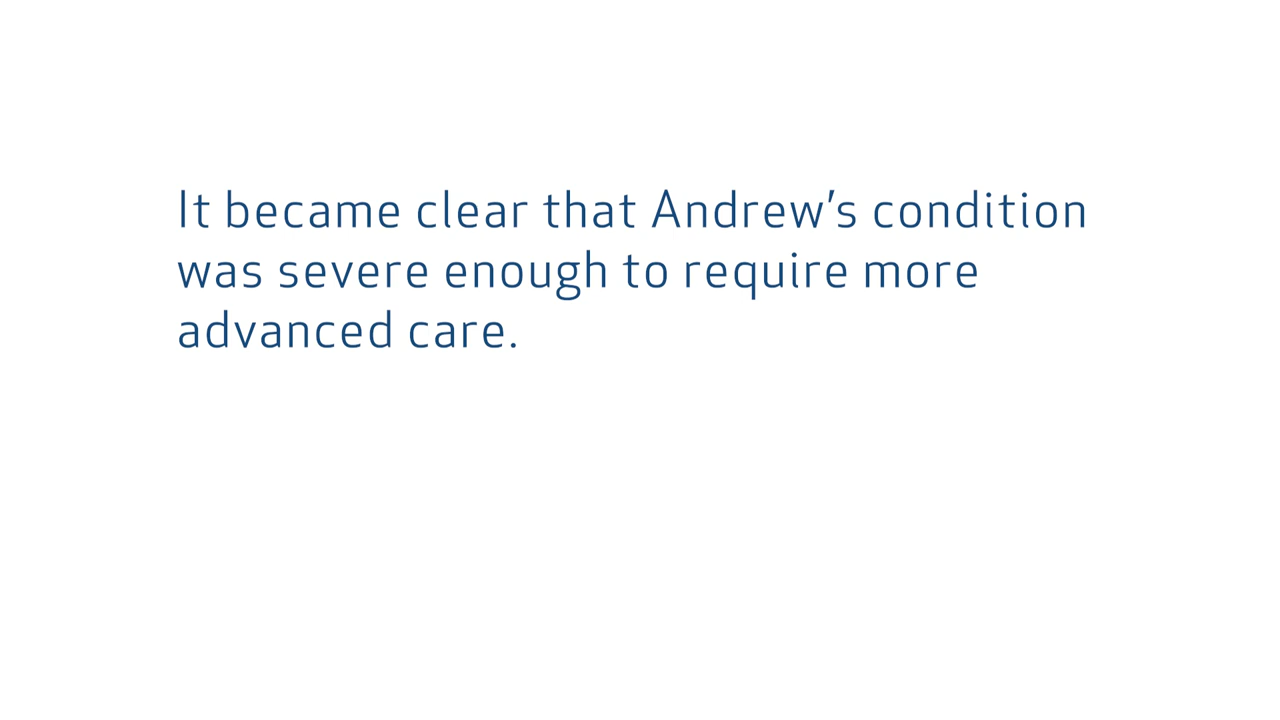 It became clear that Andrew’s condition
was severe enough to require more
advanced care.